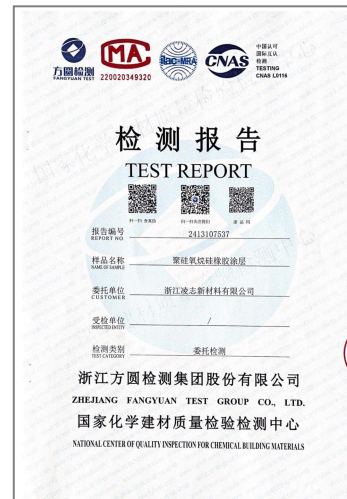 方圆检测
FANGYUAN TEST
MA
220020349320
ilac-MRA
CNAS
中国认可
国际互认
检测
TESTING
CNAS L0116
检测报告
TEST REPORT
报告编号
REPORT NO.
2413107537
样品名称
NAME OF SAMPLE
聚硅氧烷硅橡胶涂层
委托单位
CUSTOMER
浙江凌志新材料有限公司
受检单位
INSPECTED ENTITY
/
检测类别
TEST CATEGORY
委托检测
浙江方圆检测集团股份有限公司
ZHEJIANG FANGYUAN TEST GROUP CO., LTD.
国家化学建材质量检验检测中心
NATIONAL CENTER OF QUALITY INSPECTION FOR CHEMICAL BUILDING MATERIALS